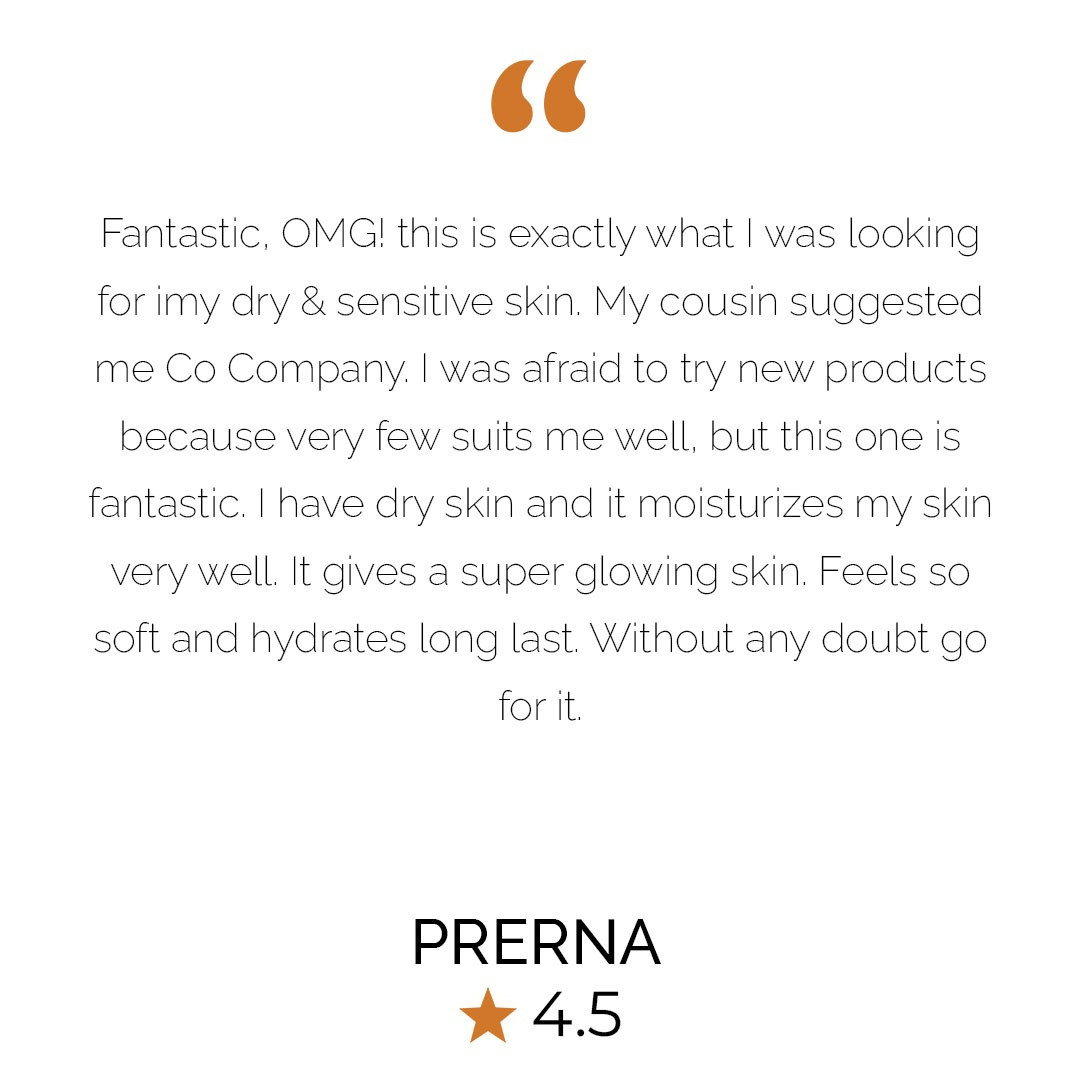 “
Fantastic, OMG! this is exactly what I was looking
for imy dry & sensitive skin. My cousin suggested
me Co Company. I was afraid to try new products
because very few suits me well, but this one is
fantastic. I have dry skin and it moisturizes my skin
very well. It gives a super glowing skin. Feels so
soft and hydrates long last. Without any doubt go
for it.
PRERNA
★ 4.5